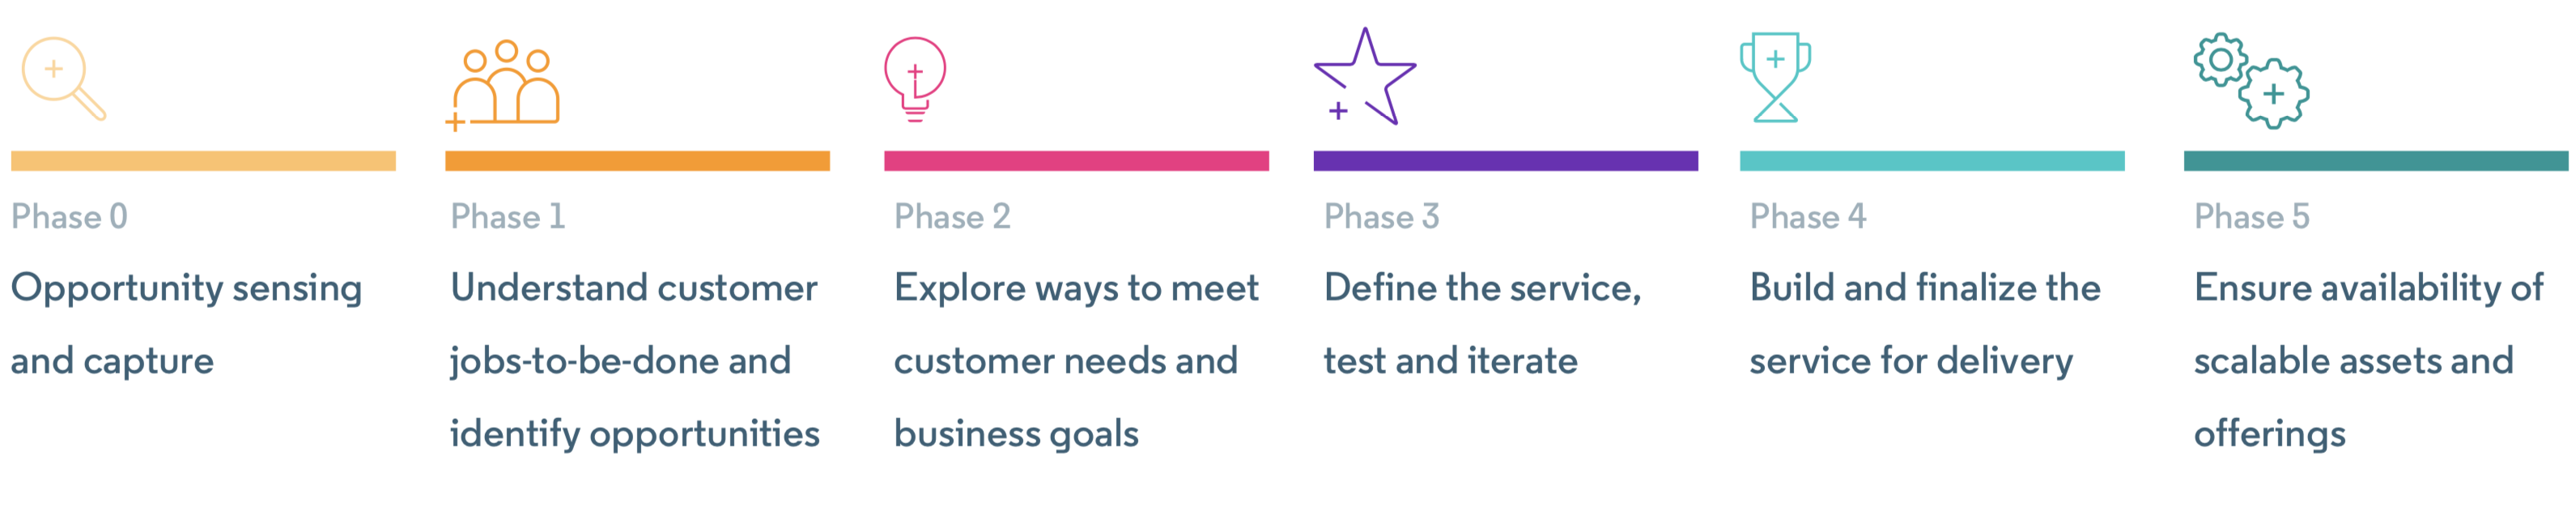 Phase 0
Opportunity sensing
and capture
Phase 1
Understand customer
jobs-to-be-done and
identify opportunities
Phase 2
Explore ways to meet
customer needs and
business goals
Phase 3
Define the service,
test and iterate
Phase 4
Build and finalize the
service for delivery
Phase 5
Ensure availability of
scalable assets and
offerings